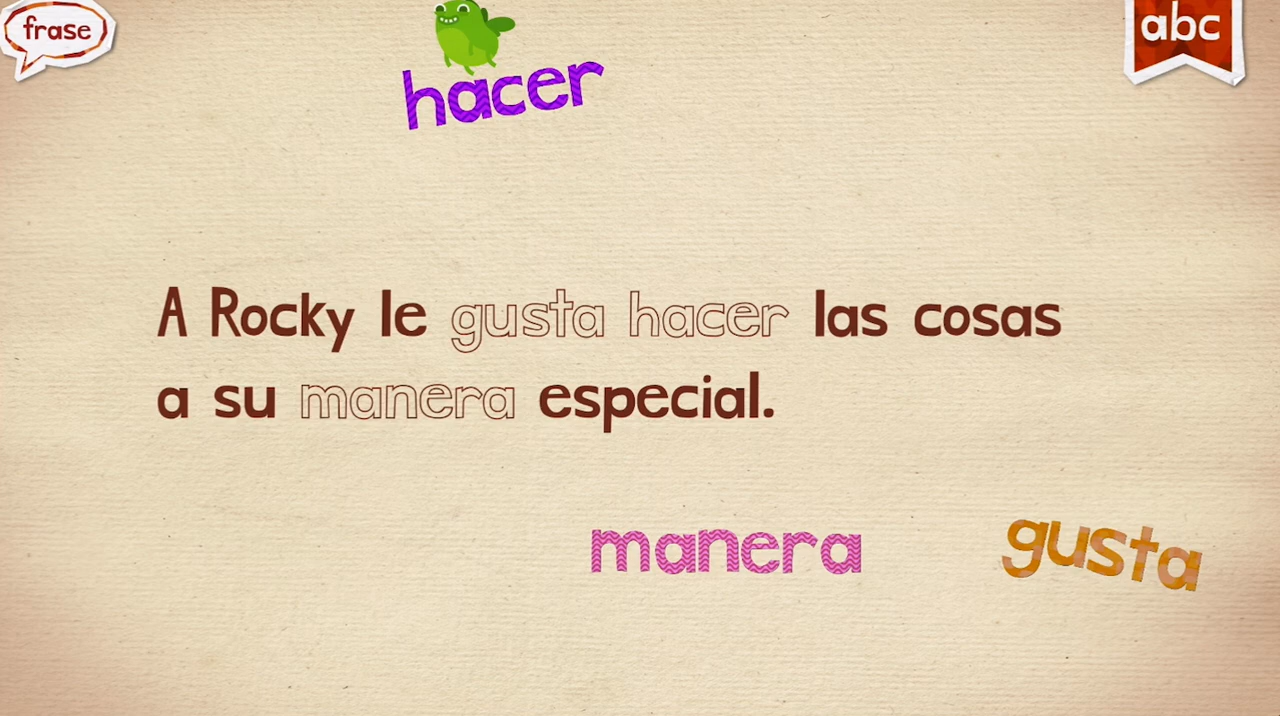 frase
abc
hacer
A Rocky le gusta hacer las cosas
a su manera especial.
manera
gusta